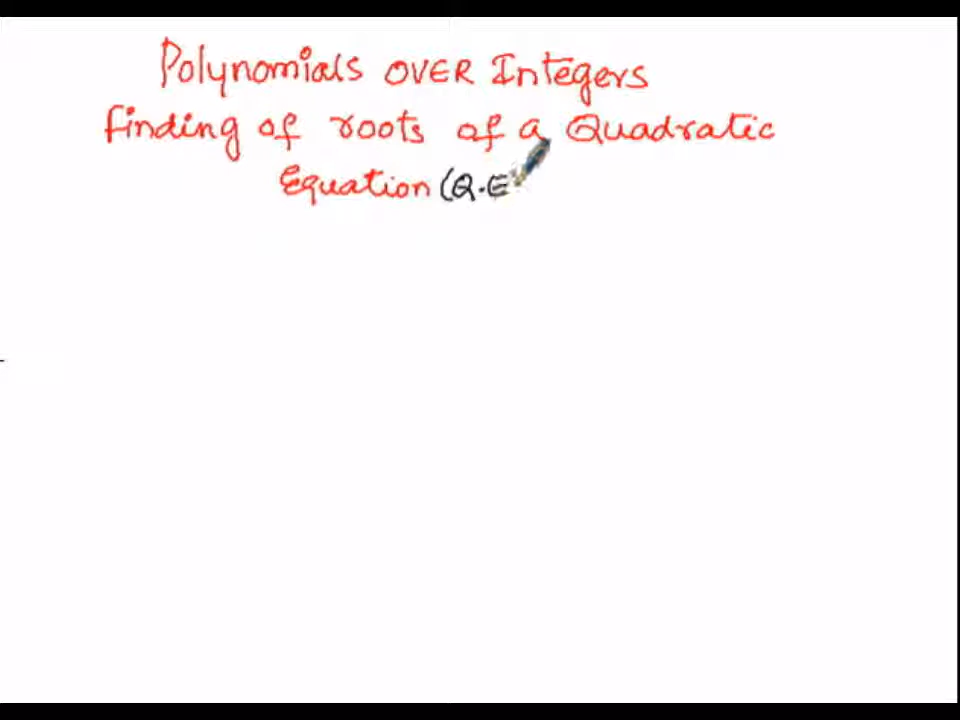 Polynomials OVER Integers
finding of roots of a Quadratic
Equation (Q.E